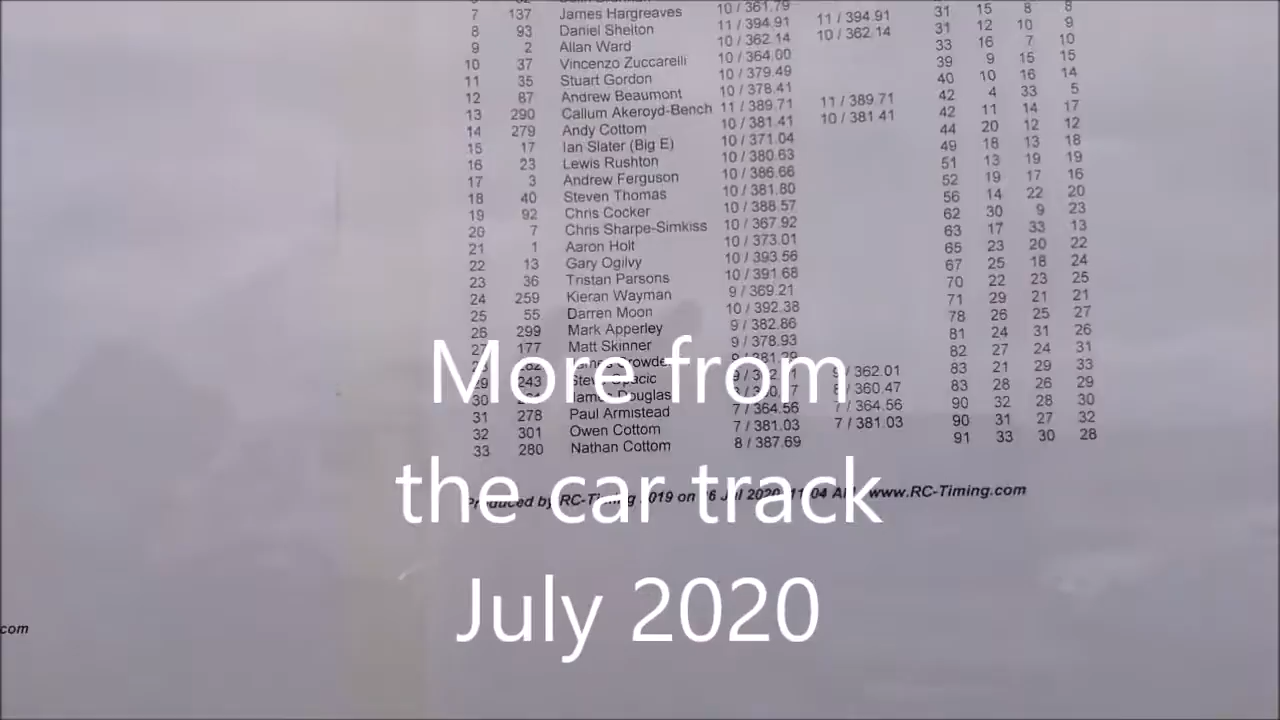 7 137 James Hargreaves 10 / 361.79
8 93 Daniel Shelton 11 / 394.91 11 / 394.91 31 15 8 8
9 2 Allan Ward 10 / 362.14 10 / 362.14 31 12 10 9
10 37 Vincenzo Zuccarelli 10 / 364.00 33 16 7 10
11 35 Stuart Gordon 10 / 379.49 39 9 15 15
12 87 Andrew Beaumont 10 / 378.41 40 10 16 14
13 290 Callum Akeroyd-Bench 11 / 389.71 11 / 389.71 42 4 33 5
14 279 Andy Cottom 10 / 381.41 10 / 381.41 42 11 14 17
15 17 Ian Slater (Big E) 10 / 371.04 44 20 12 12
16 23 Lewis Rushton 10 / 380.63 49 18 13 18
17 3 Andrew Ferguson 10 / 386.66 51 13 19 19
18 40 Steven Thomas 10 / 381.80 52 19 17 16
19 92 Chris Cocker 10 / 388.57 56 14 22 20
20 7 Chris Sharpe-Simkiss 10 / 367.92 62 30 9 23
21 1 Aaron Holt 10 / 373.01 63 17 33 13
22 13 Gary Ogilvy 10 / 393.56 65 23 20 22
23 36 Tristan Parsons 10 / 391.68 67 25 18 24
24 259 Kieran Wayman 9 / 369.21 70 22 23 25
25 55 Darren Moon 10 / 392.38 71 29 21 21
26 299 Mark Apperley 9 / 382.86 78 26 25 27
27 177 Matt Skinner 9 / 378.93 81 24 31 26
82 27 24 31
29 243 362.01 83 21 29 33
30 Douglas 360.47 83 28 26 29
31 278 Paul Armistead 7 / 364.56 7 / 364.56 90 32 28 30
32 301 Owen Cottom 7 / 381.03 7 / 381.03 90 31 27 32
33 280 Nathan Cottom 8 / 387.69 91 33 30 28
Produced by RC-Timing 2019 on Jul 2020 www.RC-Timing.com
com
More from
the car track
July 2020